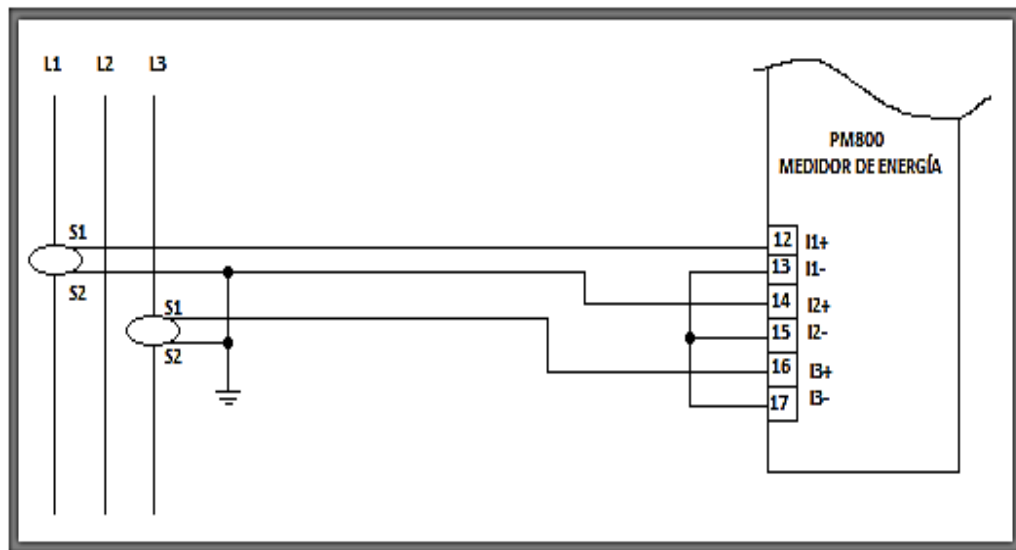 L1 L2 L3
PM800
MEDIDOR DE ENERGÍA
S1
12 I1+
13 I1-
S2
14 I2+
S1
15 I2-
S2
16 I3+
17 I3-